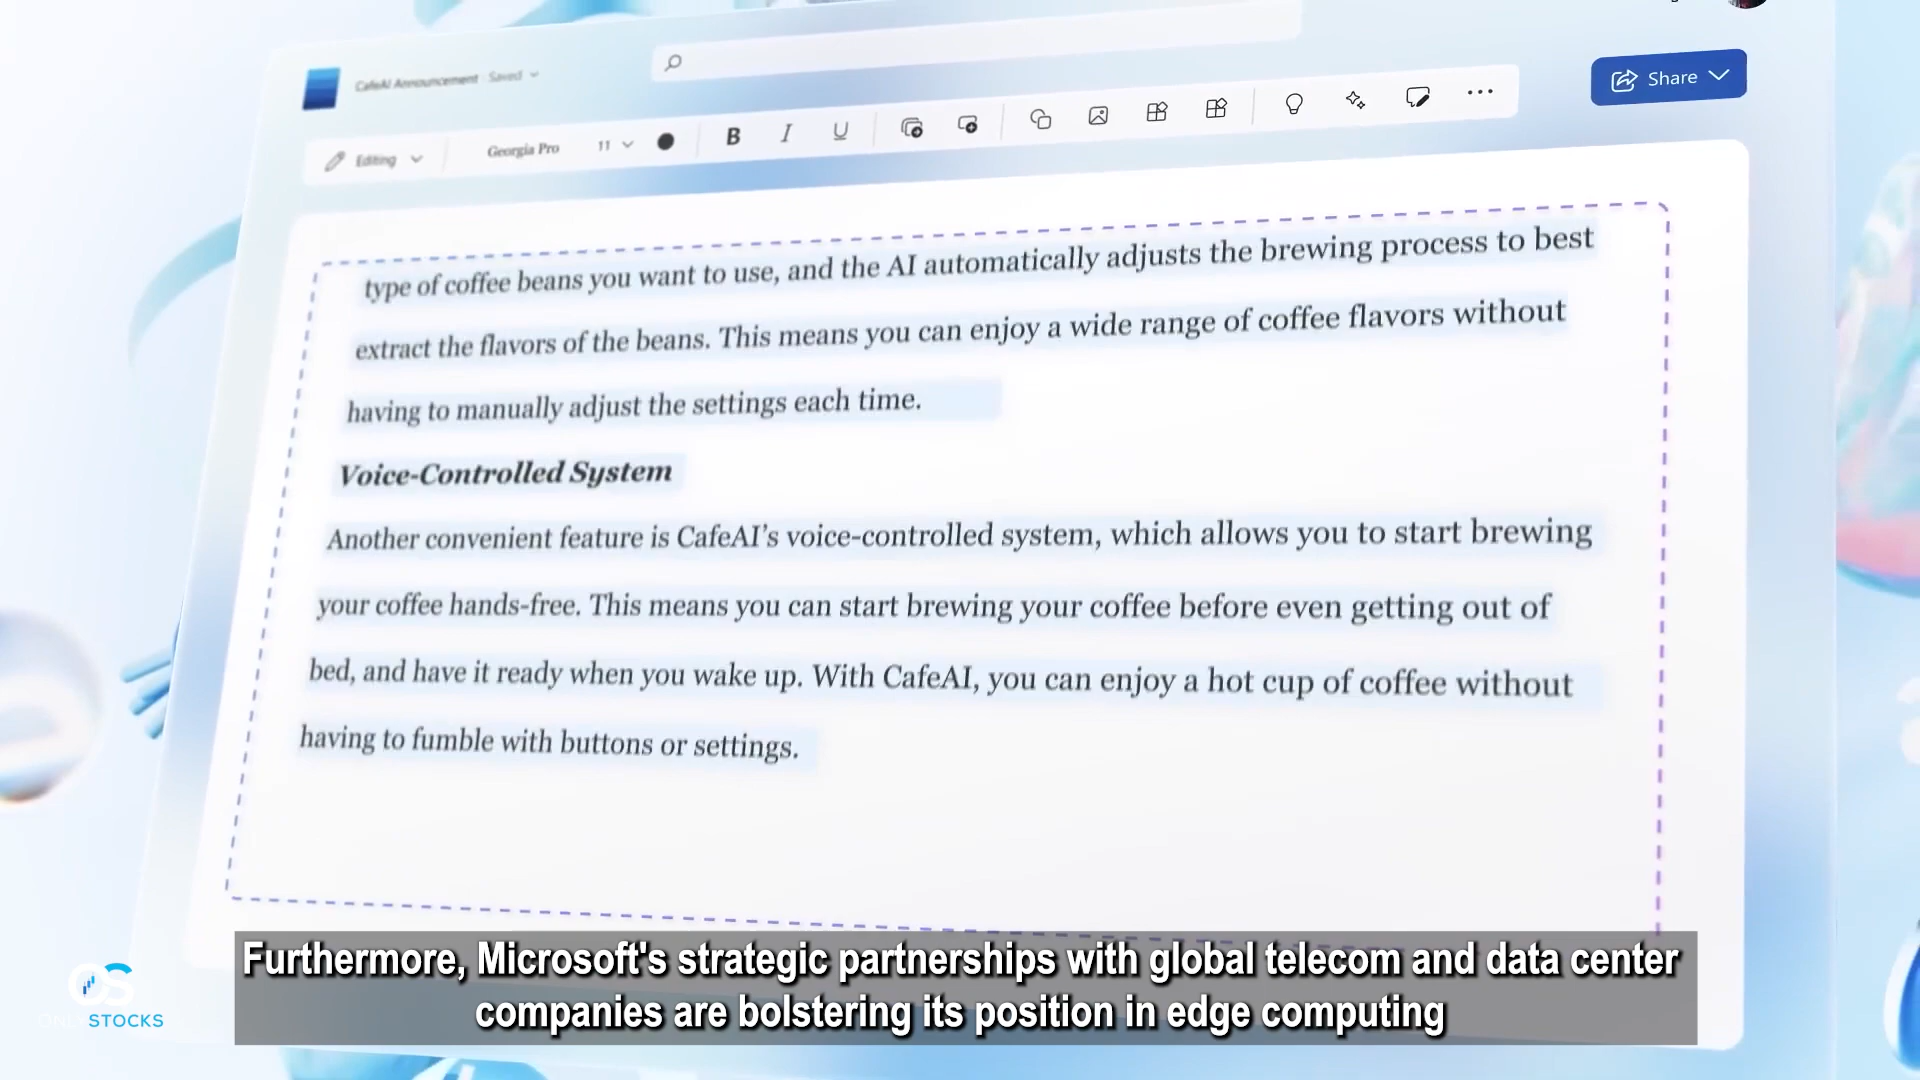 CafeAI Announcement · Saved
Share
Editing
Georgia Pro
11
B I U
type of coffee beans you want to use, and the AI automatically adjusts the brewing process to best
extract the flavors of the beans. This means you can enjoy a wide range of coffee flavors without
having to manually adjust the settings each time.
Voice-Controlled System
Another convenient feature is CafeAI’s voice-controlled system, which allows you to start brewing
your coffee hands-free. This means you can start brewing your coffee before even getting out of
bed, and have it ready when you wake up. With CafeAI, you can enjoy a hot cup of coffee without
having to fumble with buttons or settings.
Furthermore, Microsoft's strategic partnerships with global telecom and data center
companies are bolstering its position in edge computing
OS
ONLYSTOCKS